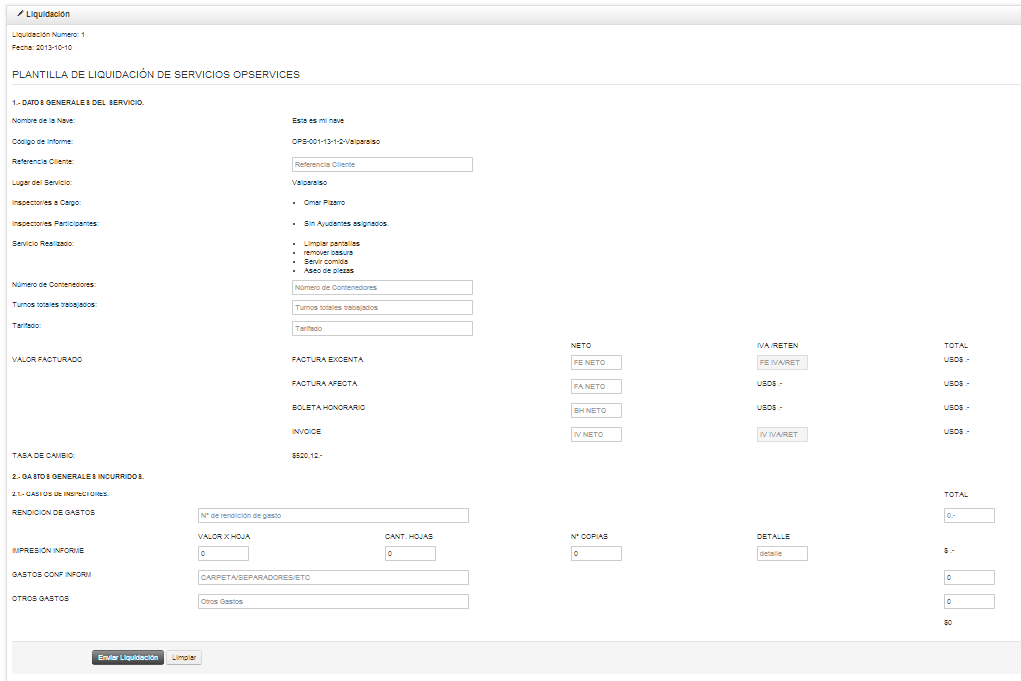 Liquidación
Liquidación Numero: 1
Fecha: 2013-10-10
PLANTILLA DE LIQUIDACIÓN DE SERVICIOS OPSERVICES
1.- DATOS GENERALES DEL SERVICIO.
Nombre de la Nave: Esta es mi nave
Código de Informe: OPS-001-13-1-2-Valparaiso
Referencia Cliente: Referencia Cliente
Lugar del Servicio: Valparaiso
Inspector/es a Cargo: • Omar Pizarro
Inspector/es Participantes: • Sin Ayudantes asignados.
Servicio Realizado: • Limpiar pantallas
• remover basura
• Servir comida
• Aseo de piezas
Número de Contenedores: Número de Contenedores
Turnos totales trabajados: Turnos totales trabajados
Tarifado: Tarifado
NETO IVA /RETEN TOTAL
VALOR FACTURADO FACTURA EXCENTA FE NETO FE IVA/RET USD$ .-
FACTURA AFECTA FA NETO USD$ .- USD$ .-
BOLETA HONORARIO BH NETO USD$ .- USD$ .-
INVOICE IV NETO IV IVA/RET USD$ .-
TASA DE CAMBIO: $520,12.-
2.- GASTOS GENERALES INCURRIDOS.
2.1.- GASTOS DE INSPECTORES. TOTAL
RENDICION DE GASTOS N° de rendición de gasto 0.-
VALOR X HOJA CANT. HOJAS N° COPIAS DETALLE
IMPRESIÓN INFORME 0 0 0 detalle $ .-
GASTOS CONF INFORM CARPETA/SEPARADORES/ETC 0
OTROS GASTOS Otros Gastos 0
$0
Enviar Liquidación Limpiar